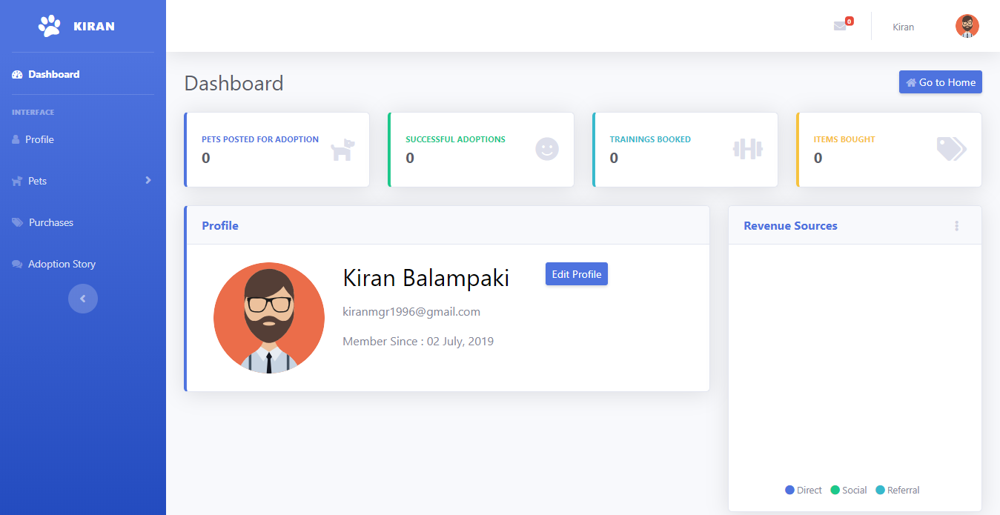 KIRAN
Dashboard
INTERFACE
Profile
Pets
Purchases
Adoption Story
0
Kiran
Dashboard
Go to Home
PETS POSTED FOR ADOPTION
0
SUCCESSFUL ADOPTIONS
0
TRAININGS BOOKED
0
ITEMS BOUGHT
0
Profile
Kiran Balampaki
Edit Profile
kiranmgr1996@gmail.com
Member Since : 02 July, 2019
Revenue Sources
Direct Social Referral